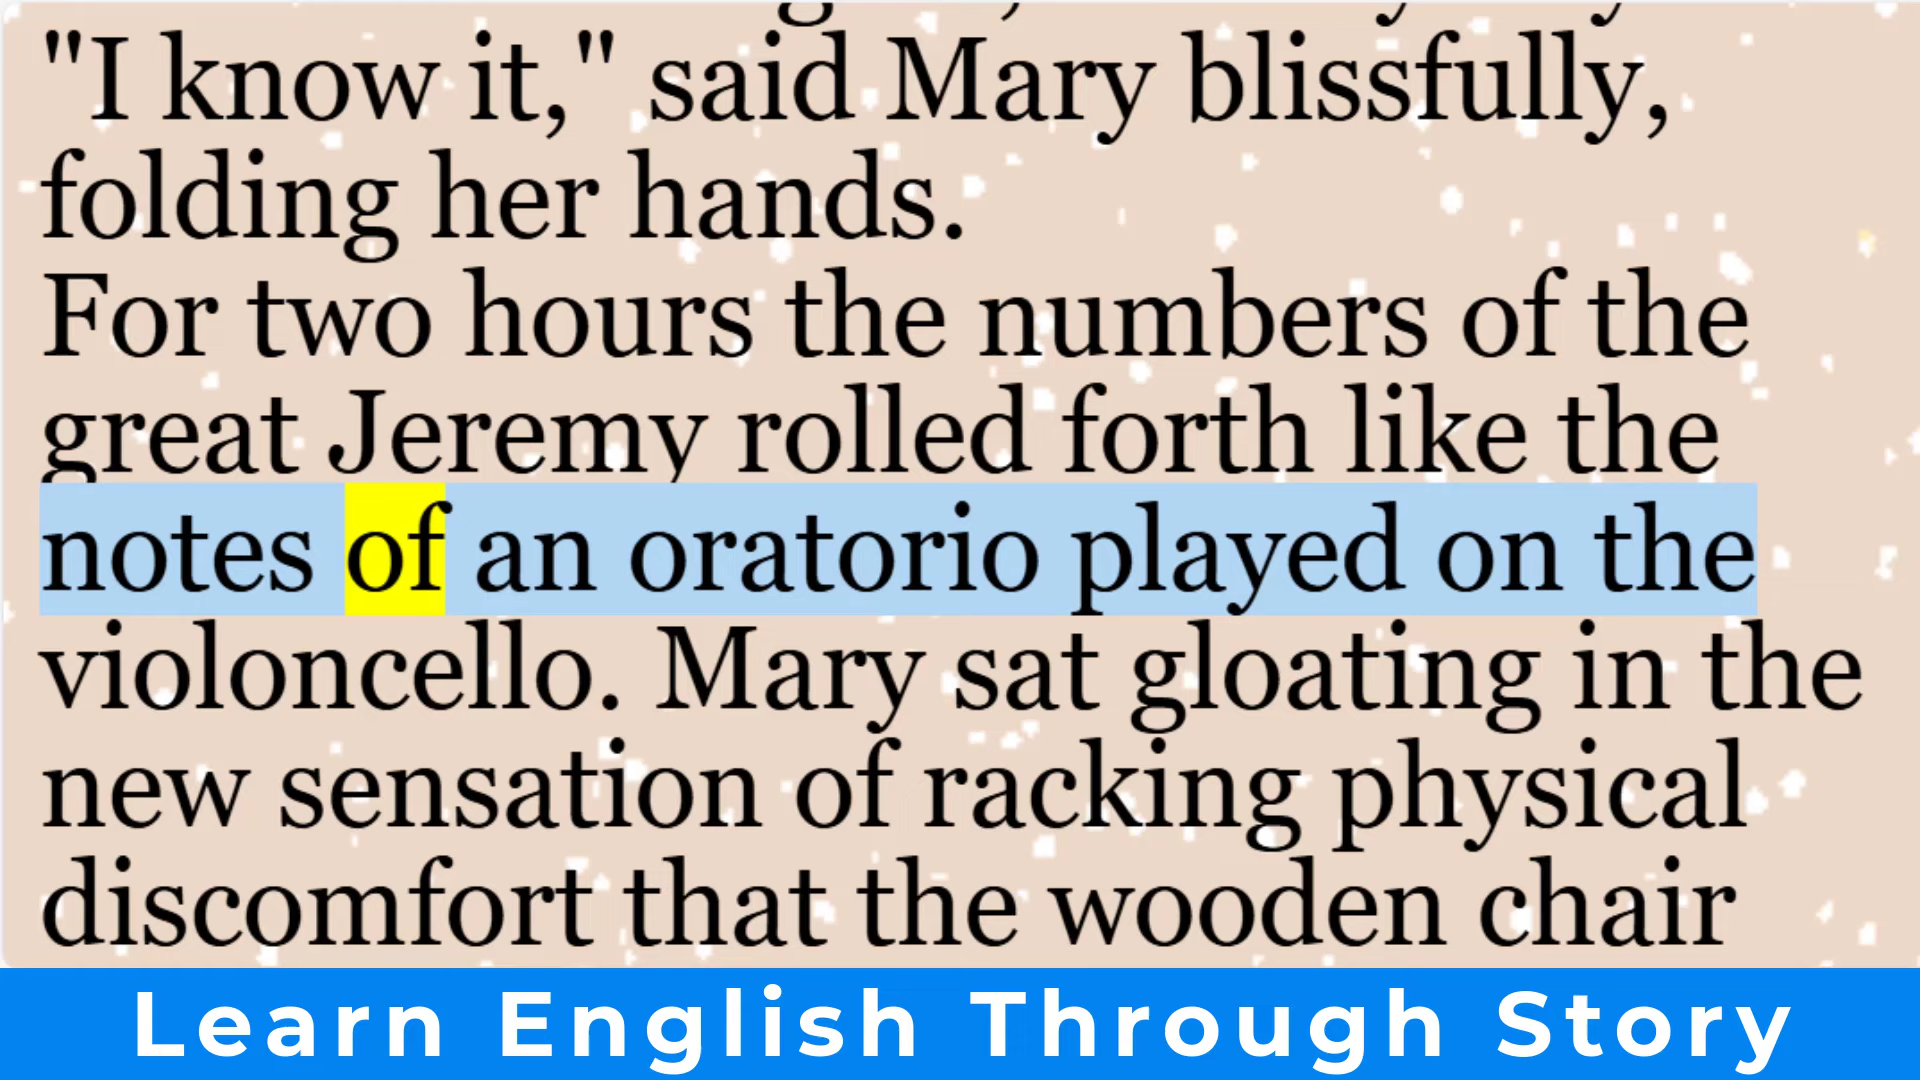 "I know it," said Mary blissfully,
folding her hands.
For two hours the numbers of the
great Jeremy rolled forth like the
notes of an oratorio played on the
violoncello. Mary sat gloating in the
new sensation of racking physical
discomfort that the wooden chair
Learn English Through Story